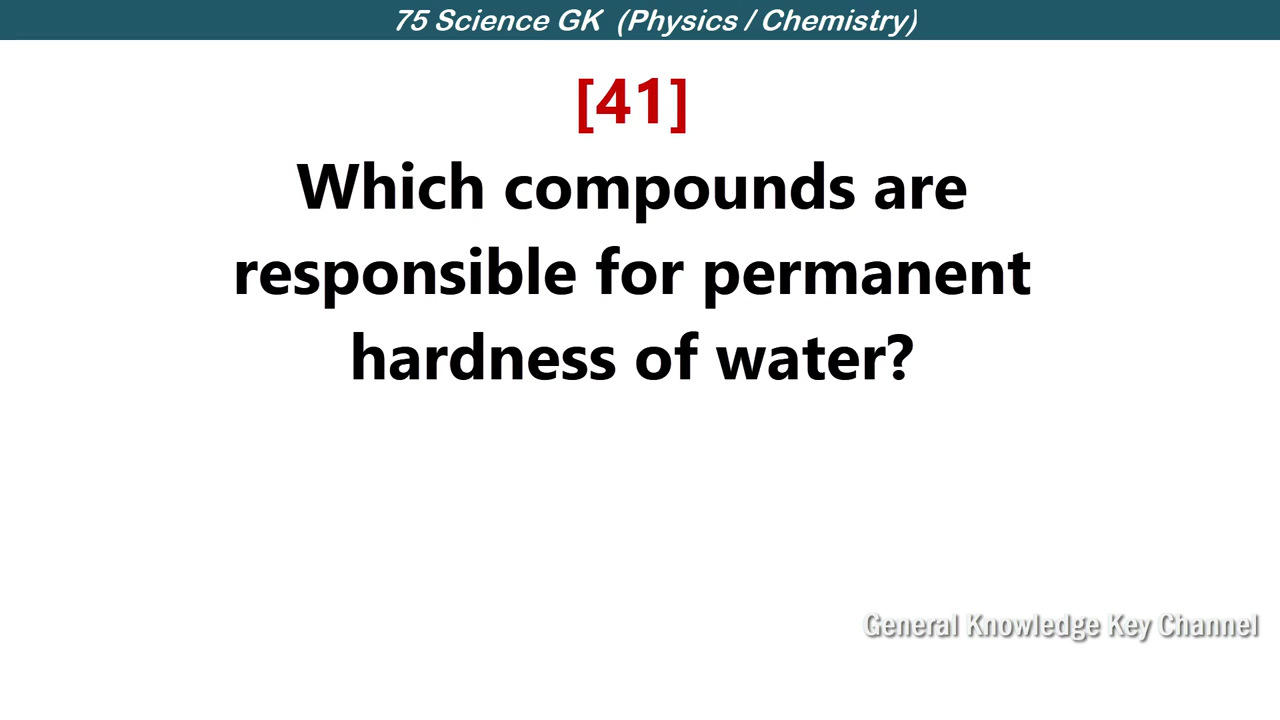 75 Science GK (Physics / Chemistry)
[41]
Which compounds are
responsible for permanent
hardness of water?
General Knowledge Key Channel